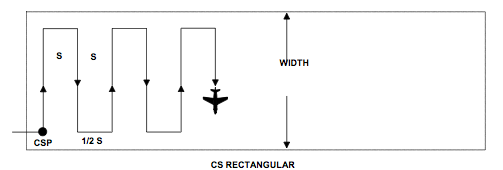 S S
WIDTH
CSP
1/2 S
CS RECTANGULAR